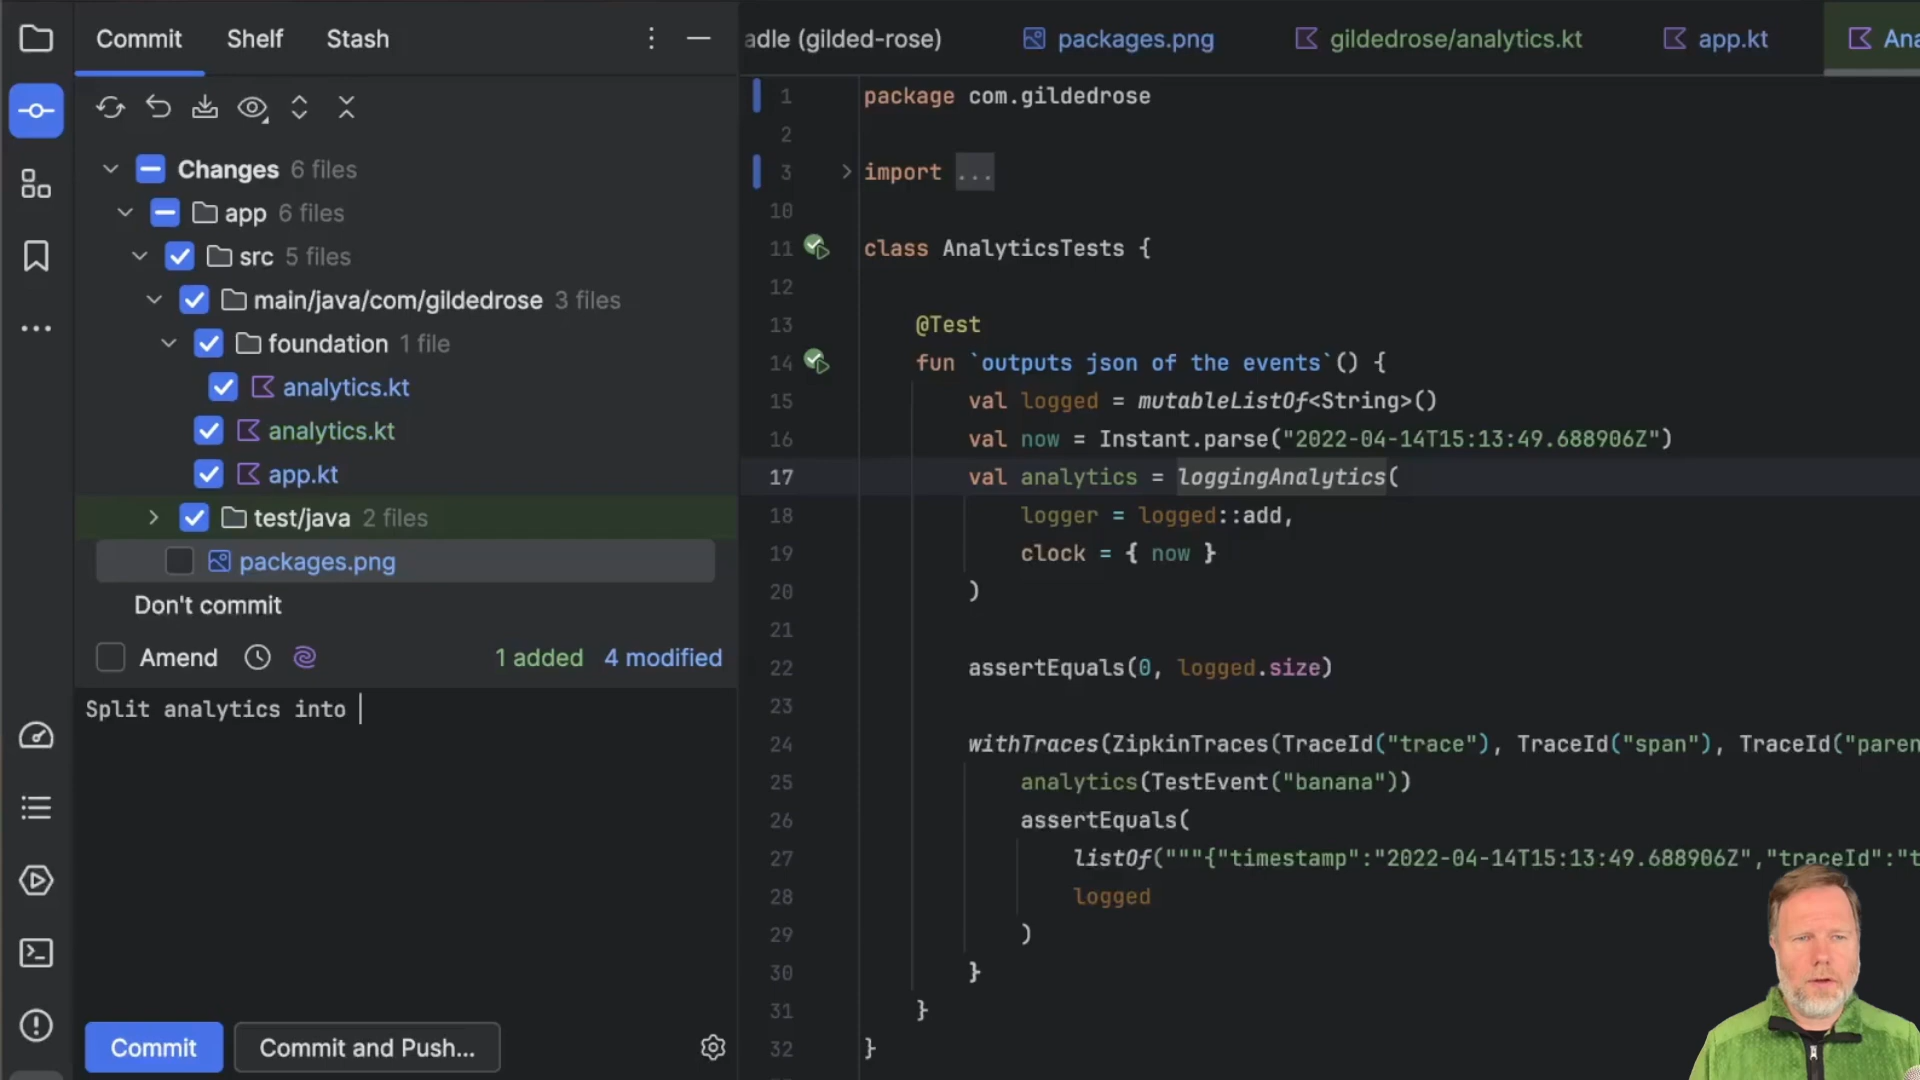 Commit Shelf Stash
adle (gilded-rose) packages.png gildedrose/analytics.kt app.kt Ana
Changes 6 files
app 6 files
src 5 files
main/java/com/gildedrose 3 files
foundation 1 file
analytics.kt
analytics.kt
app.kt
test/java 2 files
packages.png
Don't commit
Amend 1 added 4 modified
Split analytics into
Commit Commit and Push...
1 package com.gildedrose
2
3 import ...
10
11 class AnalyticsTests {
12
13 @Test
14 fun `outputs json of the events`() {
15 val logged = mutableListOf<String>()
16 val now = Instant.parse("2022-04-14T15:13:49.688906Z")
17 val analytics = loggingAnalytics(
18 logger = logged::add,
19 clock = { now }
20 )
21
22 assertEquals(0, logged.size)
23
24 withTraces(ZipkinTraces(TraceId("trace"), TraceId("span"), TraceId("paren
25 analytics(TestEvent("banana"))
26 assertEquals(
27 listOf("""{"timestamp":"2022-04-14T15:13:49.688906Z","traceId":"t
28 logged
29 )
30 }
31 }
32 }